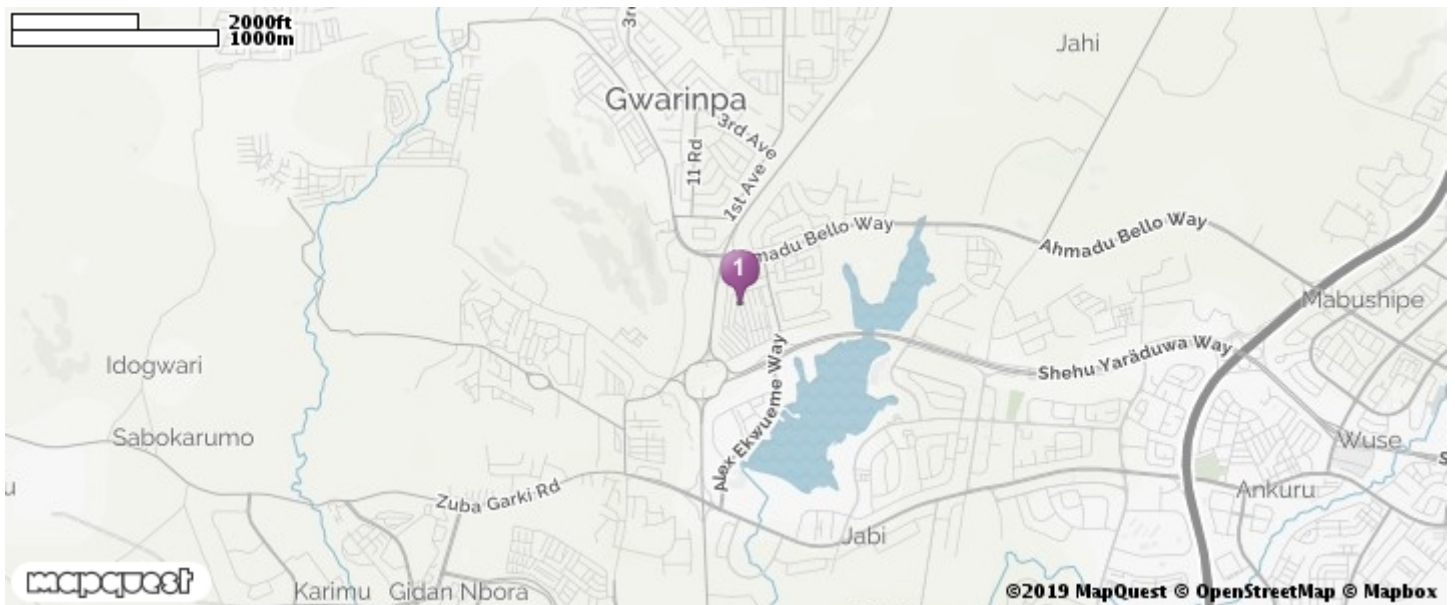 2000ft
1000m
3rd
Jahi
Gwarinpa
3rd Ave
11 Rd
1st Ave
madu Bello Way
Ahmadu Bello Way
1
Mabushipe
Shehu Yarāduwa Way
Idogwari
Alex Ekwueme Way
Sabokarumo
Wuse
S
u
Zuba Garki Rd
Ankuru
Jabi
mapquest
Karimu
Gidan Nbora
©2019 MapQuest © OpenStreetMap © Mapbox